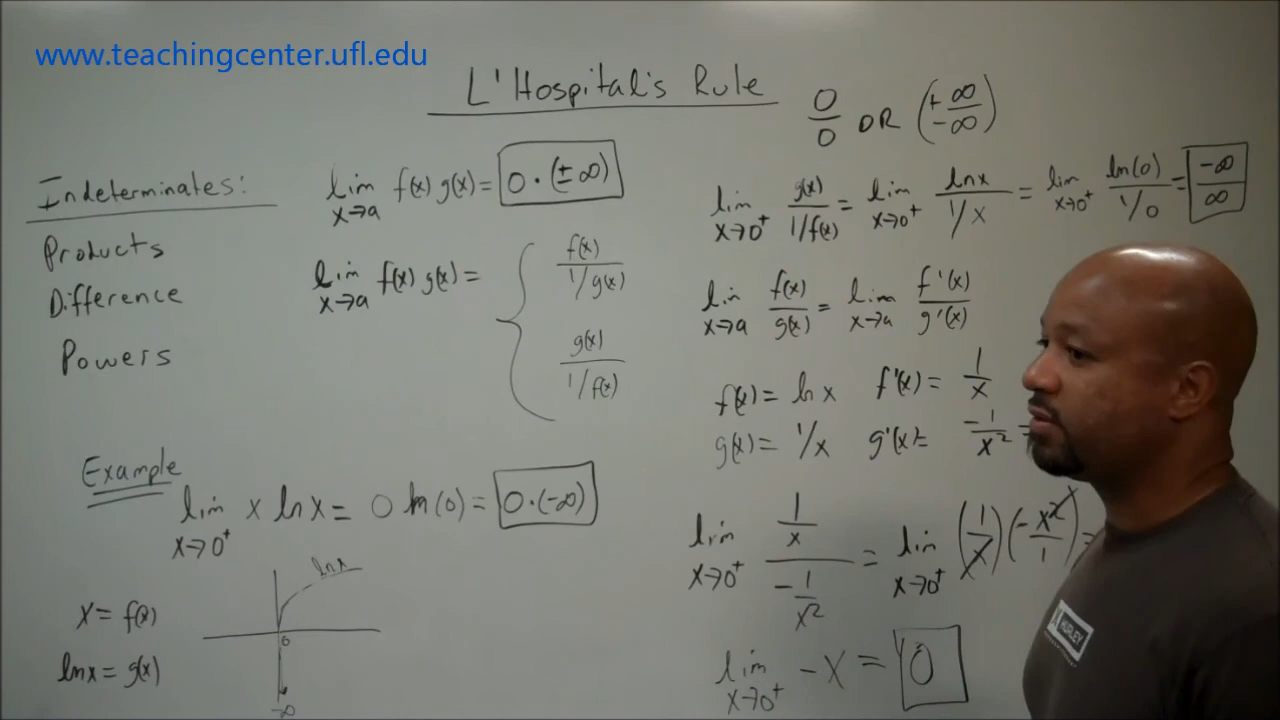 www.teachingcenter.ufl.edu
L'Hospital's Rule
0/0 OR (±∞/-∞)
Indeterminates:
Products
Difference
Powers
lim x→a f(x) g(x) = 0·(±∞)
lim x→a f(x) g(x) = { f(x) / 1/g(x)
g(x) / 1/f(x)
Example
lim x→0⁺ x ln x = 0 ln(0) = 0·(-∞)
x = f(x)
ln x = g(x)
ln x
0
-∞
lim x→0⁺ g(x) / 1/f(x) = lim x→0⁺ ln x / 1/x = lim x→0⁺ ln(0) / 1/0 = -∞/∞
lim x→a f(x)/g(x) = lim x→a f'(x)/g'(x)
f(x) = ln x f'(x) = 1/x
g(x) = 1/x g'(x) = -1/x² =
lim x→0⁺ (1/x) / (-1/x²) = lim x→0⁺ (1/x)(-x²/1) =
lim x→0⁺ -x = 0
HURLEY